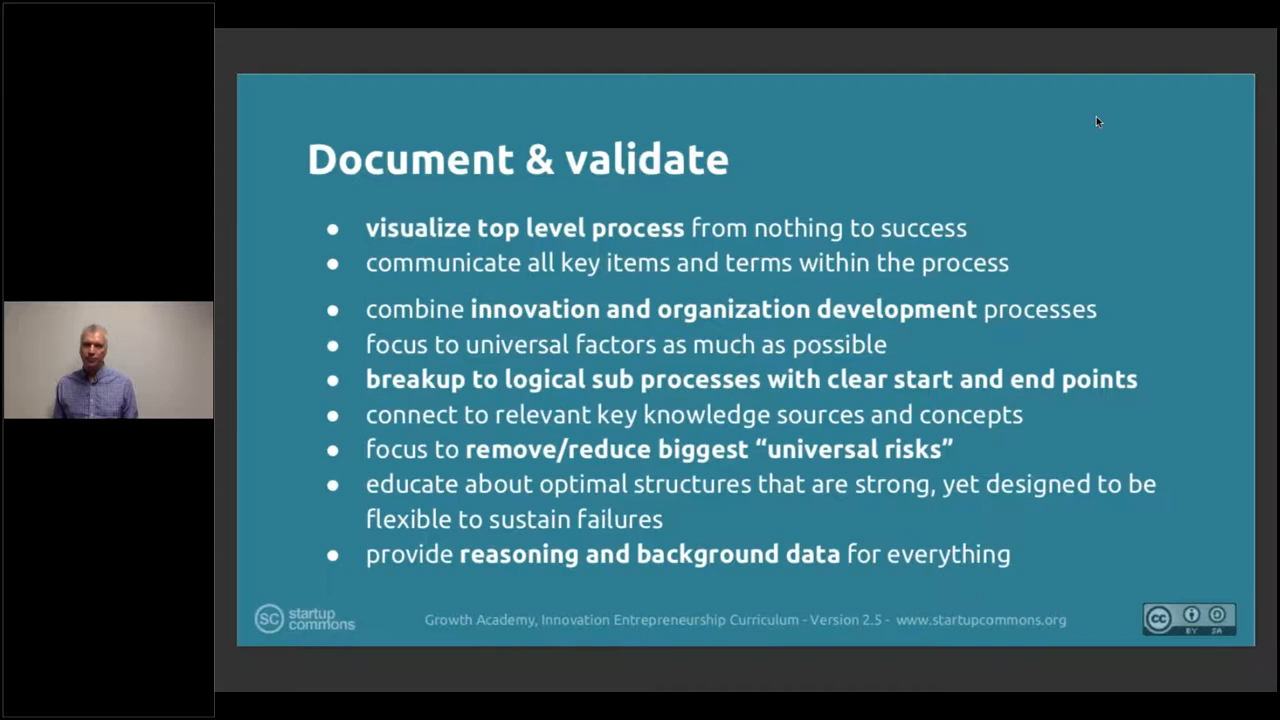 Document & validate
● visualize top level process from nothing to success
● communicate all key items and terms within the process
● combine innovation and organization development processes
● focus to universal factors as much as possible
● breakup to logical sub processes with clear start and end points
● connect to relevant key knowledge sources and concepts
● focus to remove/reduce biggest “universal risks”
● educate about optimal structures that are strong, yet designed to be
flexible to sustain failures
● provide reasoning and background data for everything
SC startup
commons
Growth Academy, Innovation Entrepreneurship Curriculum - Version 2.5 - www.startupcommons.org
cc
BY SA